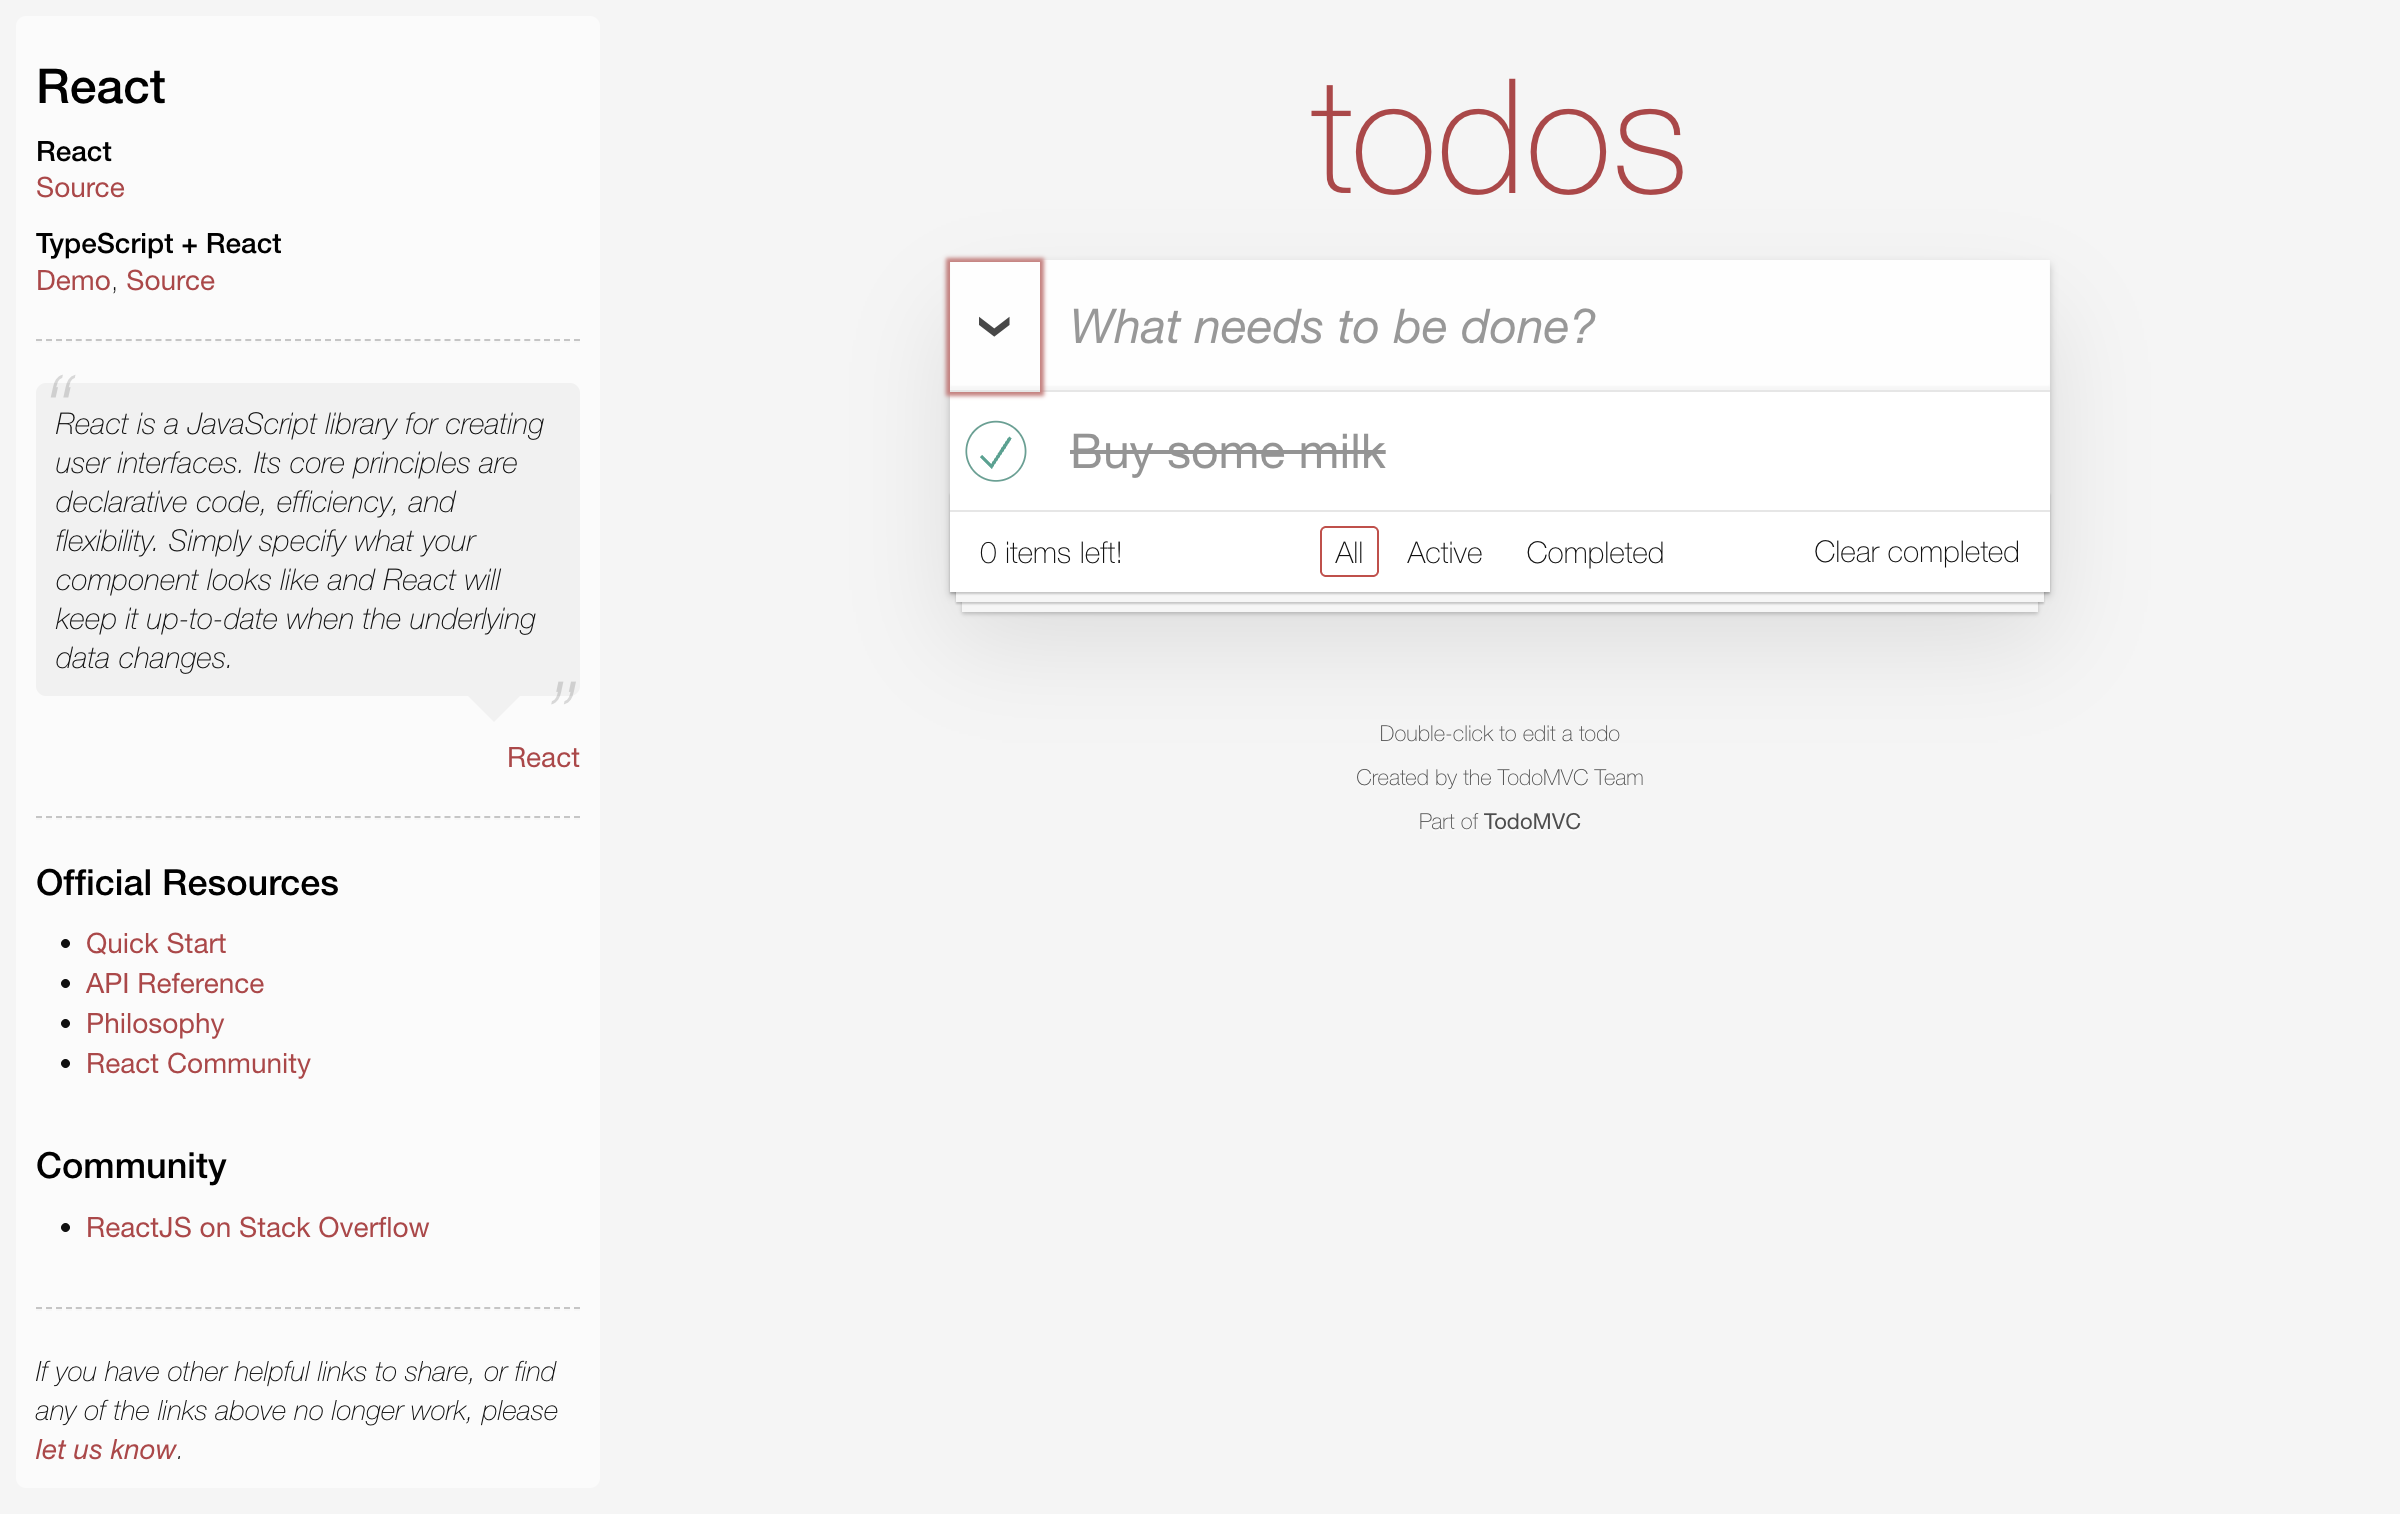 React
React
Source
TypeScript + React
Demo, Source
“
React is a JavaScript library for creating
user interfaces. Its core principles are
declarative code, efficiency, and
flexibility. Simply specify what your
component looks like and React will
keep it up-to-date when the underlying
data changes.
”
React
Official Resources
• Quick Start
• API Reference
• Philosophy
• React Community
Community
• ReactJS on Stack Overflow
If you have other helpful links to share, or find
any of the links above no longer work, please
let us know.
todos
What needs to be done?
Buy some milk
0 items left! All Active Completed Clear completed
Double-click to edit a todo
Created by the TodoMVC Team
Part of TodoMVC